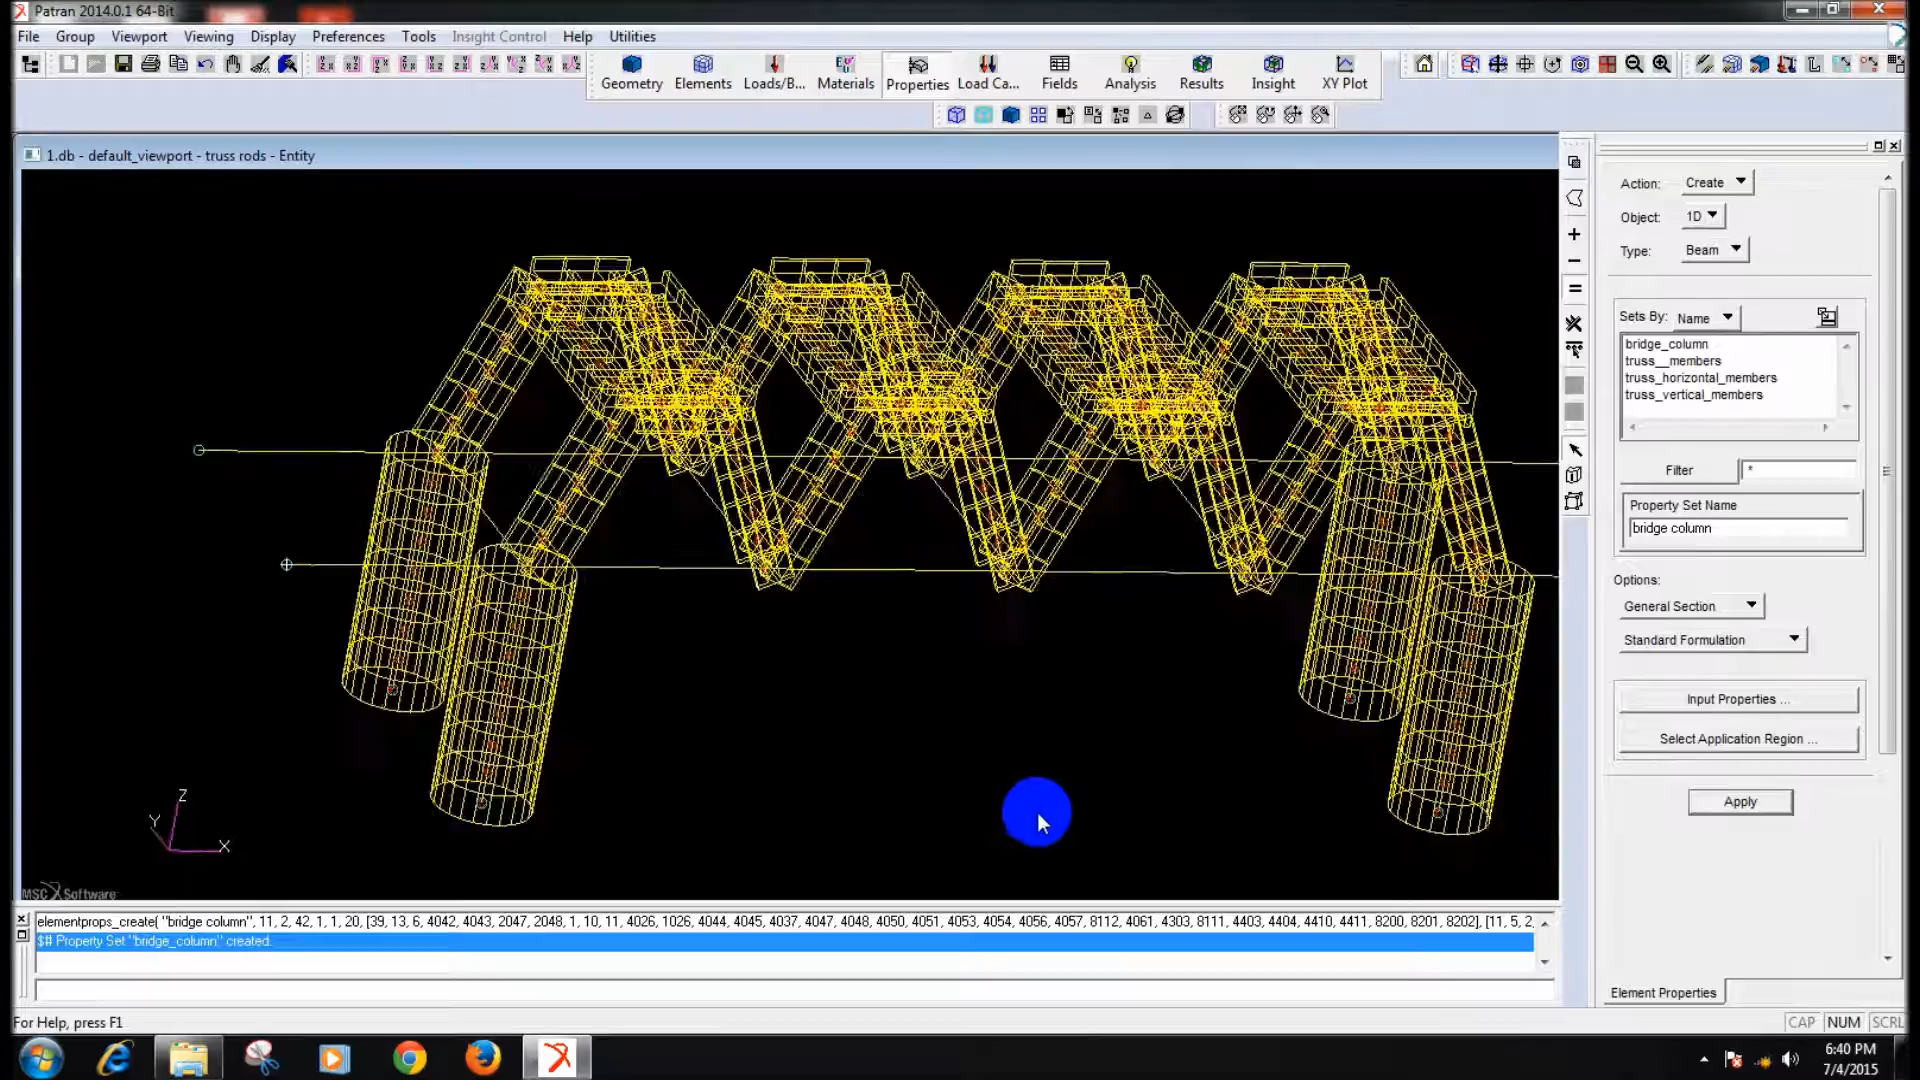 Patran 2014.0.1 64-Bit
File Group Viewport Viewing Display Preferences Tools Insight Control Help Utilities
Geometry Elements Loads/B... Materials Properties Load Ca... Fields Analysis Results Insight XY Plot
1.db - default_viewport - truss rods - Entity
Action: Create
Object: 1D
Type: Beam
Sets By: Name
bridge_column
truss__members
truss_horizontal_members
truss_vertical_members
Filter *
Property Set Name
bridge column
Options:
General Section
Standard Formulation
Input Properties ...
Select Application Region ...
Apply
Element Properties
Z
Y
X
MSC Software
elementprops_create( "bridge column", 11, 2, 42, 1, 1, 20, [39, 13, 6, 4042, 4043, 2047, 2048, 1, 10, 11, 4026, 1026, 4044, 4045, 4037, 4047, 4048, 4050, 4051, 4053, 4054, 4056, 4057, 8112, 4061, 4303, 8111, 4403, 4404, 4410, 4411, 8200, 8201, 8202], [11, 5, 2,
$# Property Set "bridge_column" created.
For Help, press F1
CAP NUM SCRL
6:40 PM
7/4/2015